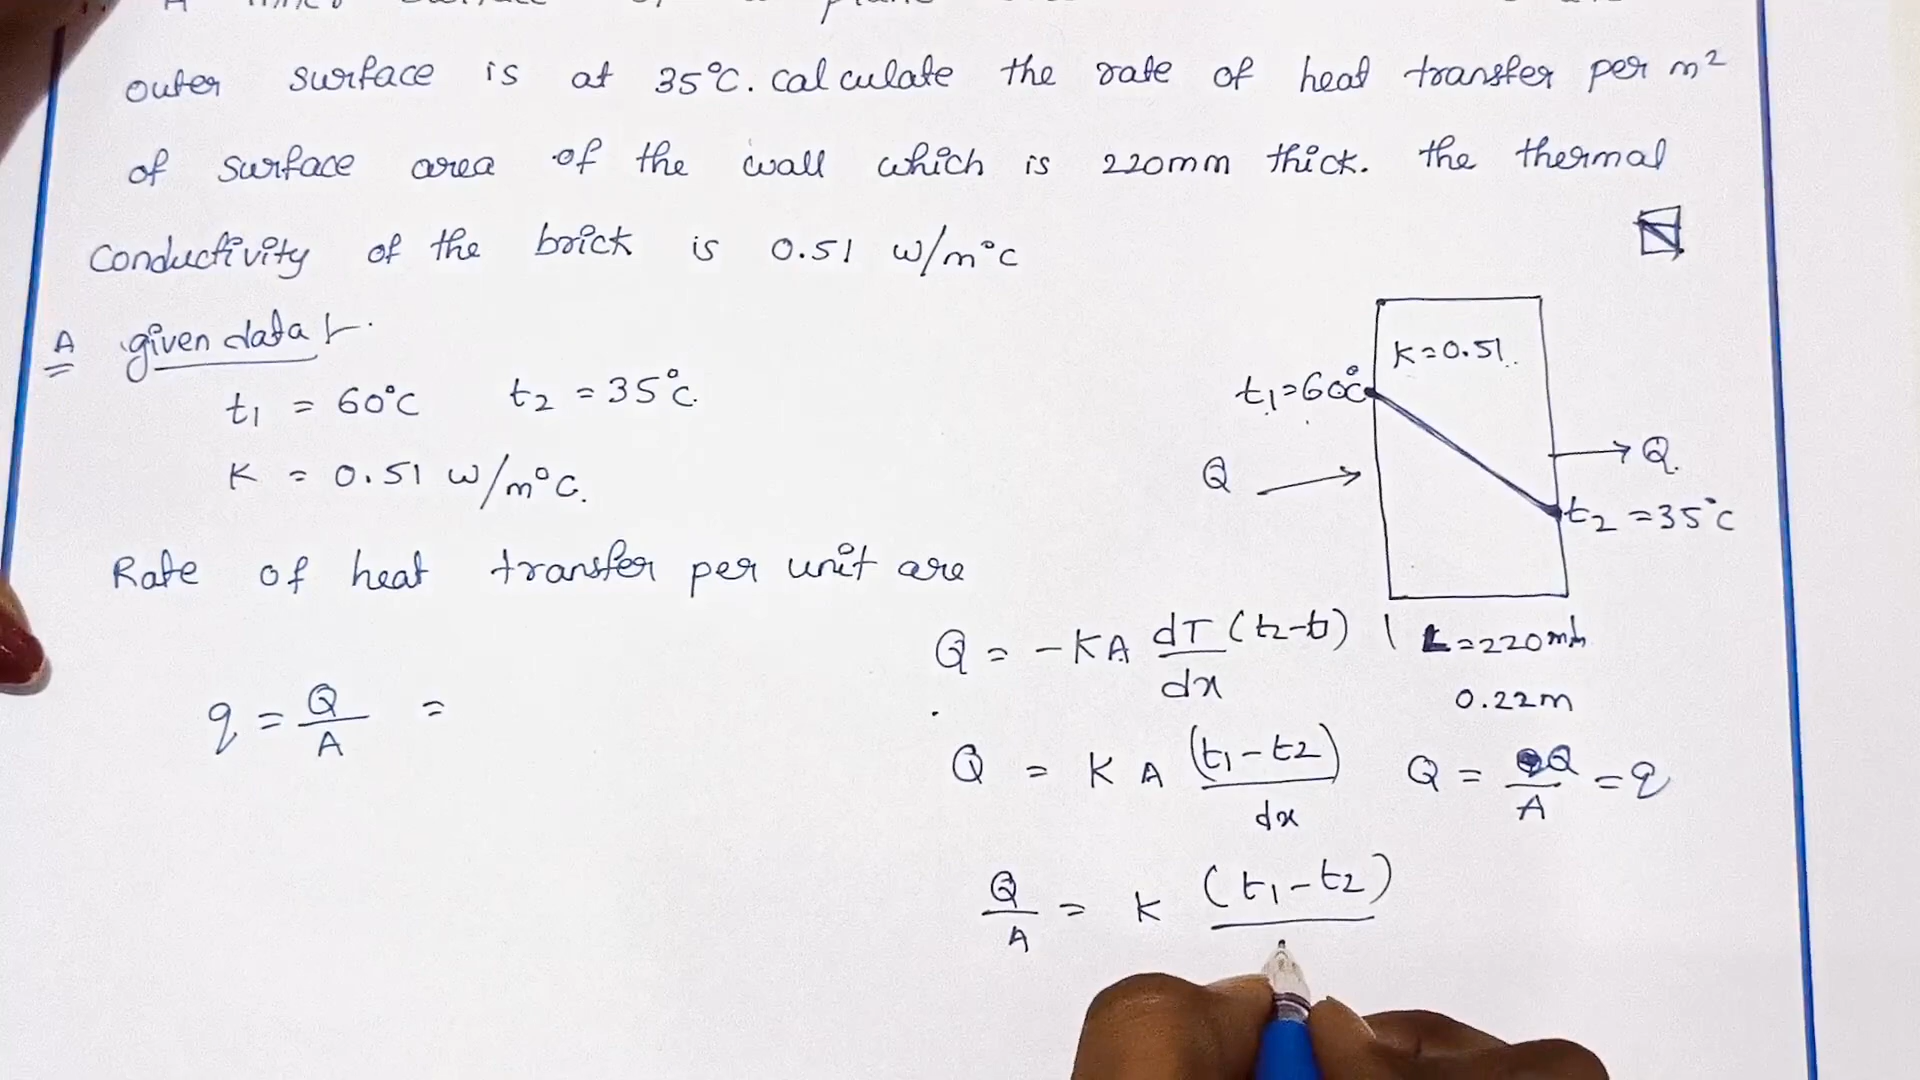 outer surface is at 35°C. calculate the rate of heat transfer per m²
of surface area of the wall which is 220mm thick. the thermal
conductivity of the brick is 0.51 w/m°c
A given data :-
t₁ = 60°C t₂ = 35°c.
K = 0.51 w/m°c.
Rate of heat transfer per unit are
q = Q/A =
K=0.51.
t₁=60°c
Q
Q.
t₂ =35°c
L=220mm
0.22m
Q = -KA dT/dx (t₂-t₁)
Q = KA (t₁-t₂)/dx
Q = Q/A = q
Q/A = K (t₁-t₂)